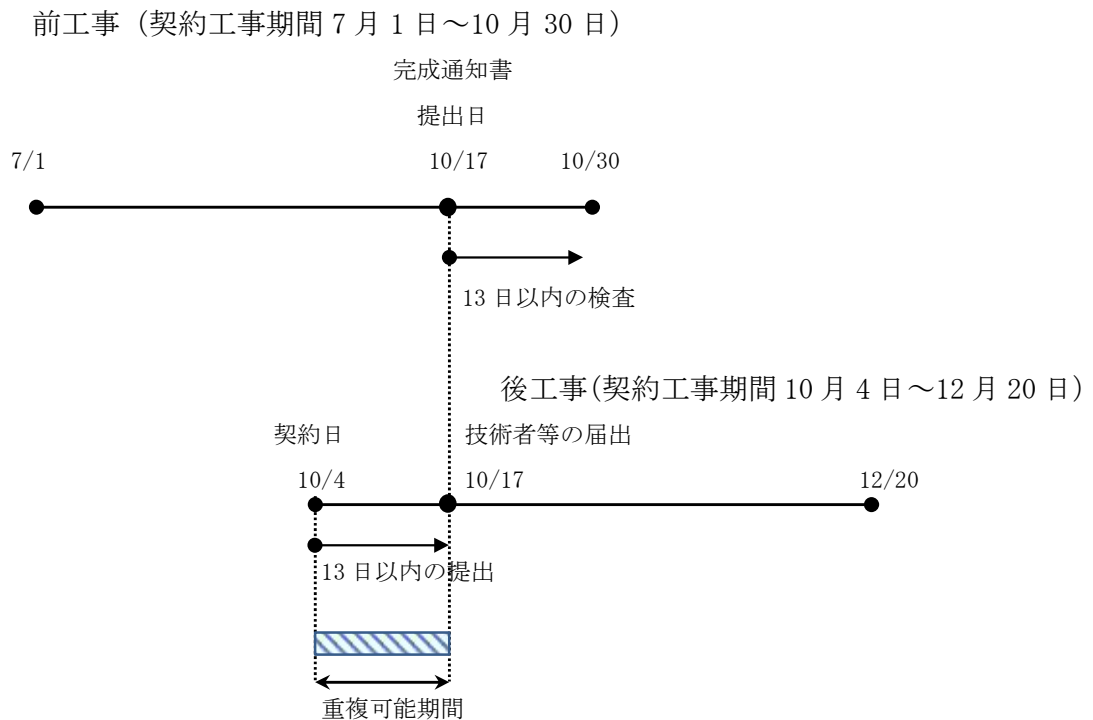 前工事（契約工事期間 7 月 1 日～10 月 30 日）
完成通知書
提出日
7/1
10/17
10/30
13 日以内の検査
後工事（契約工事期間 10 月 4 日～12 月 20 日）
契約日
技術者等の届出
10/4
10/17
12/20
13 日以内の提出
重複可能期間